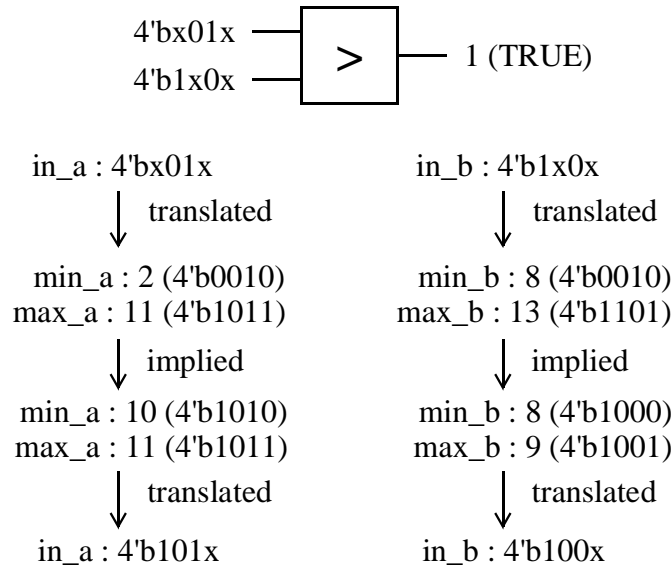 4'bx01x
4'b1x0x
>
1 (TRUE)
in_a : 4'bx01x
translated
min_a : 2 (4'b0010)
max_a : 11 (4'b1011)
implied
min_a : 10 (4'b1010)
max_a : 11 (4'b1011)
translated
in_a : 4'b101x
in_b : 4'b1x0x
translated
min_b : 8 (4'b0010)
max_b : 13 (4'b1101)
implied
min_b : 8 (4'b1000)
max_b : 9 (4'b1001)
translated
in_b : 4'b100x